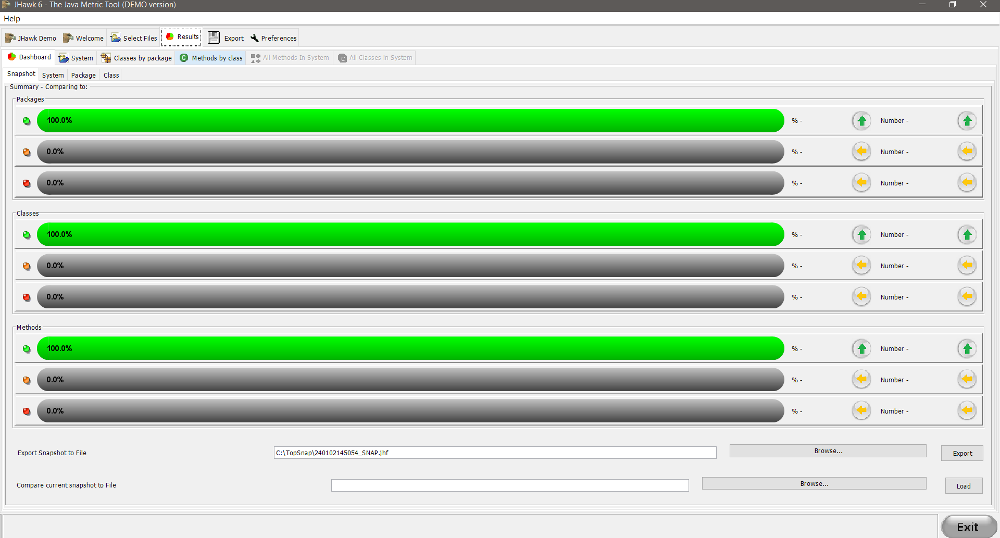 JHawk 6 - The Java Metric Tool (DEMO version)
Help
JHawk Demo Welcome Select Files Results Export Preferences
Dashboard System Classes by package Methods by class All Methods In System All Classes in System
Snapshot System Package Class
Summary - Comparing to:
Packages
100.0% % - Number -
0.0% % - Number -
0.0% % - Number -
Classes
100.0% % - Number -
0.0% % - Number -
0.0% % - Number -
Methods
100.0% % - Number -
0.0% % - Number -
0.0% % - Number -
Export Snapshot to File C:\TopSnap\240102145054_SNAP.jhf Browse... Export
Compare current snapshot to File Browse... Load
Exit